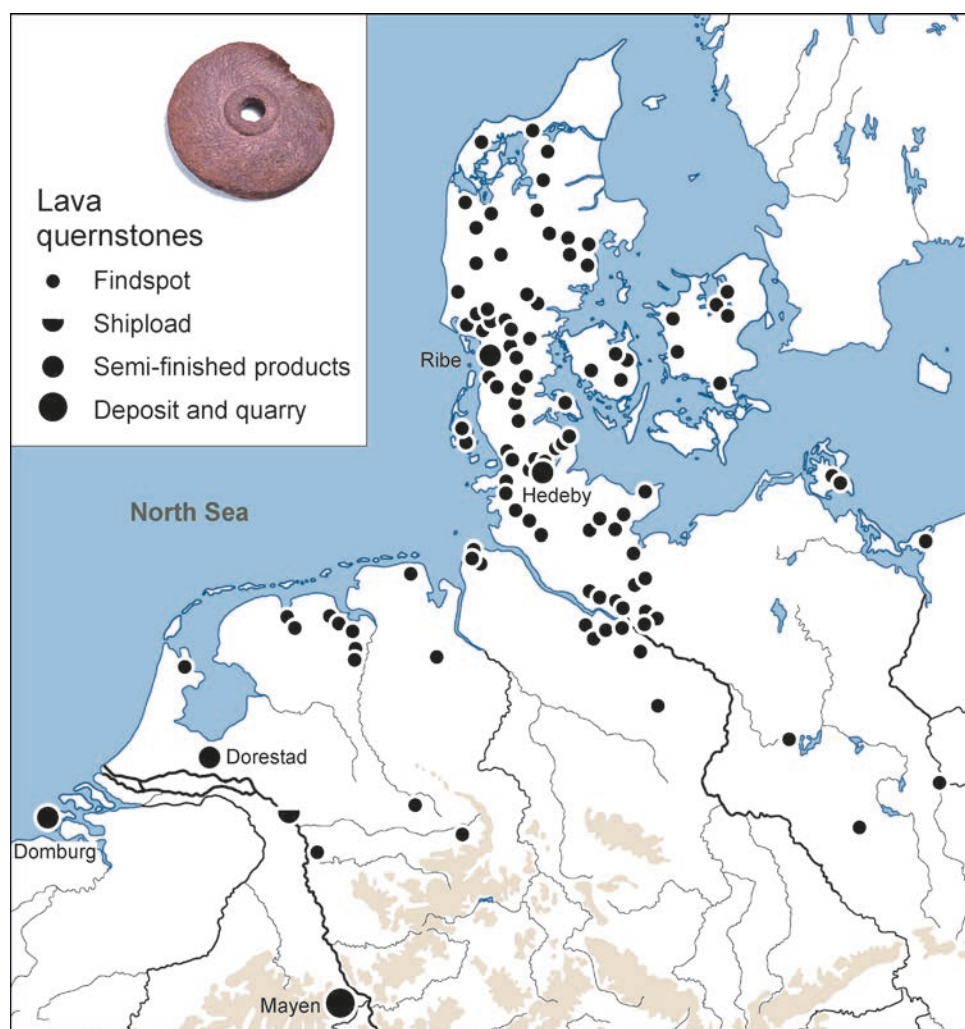 Lava
quernstones
Findspot
Shipload
Semi-finished products
Deposit and quarry
Ribe
Hedeby
North Sea
Dorestad
Domburg
Mayen